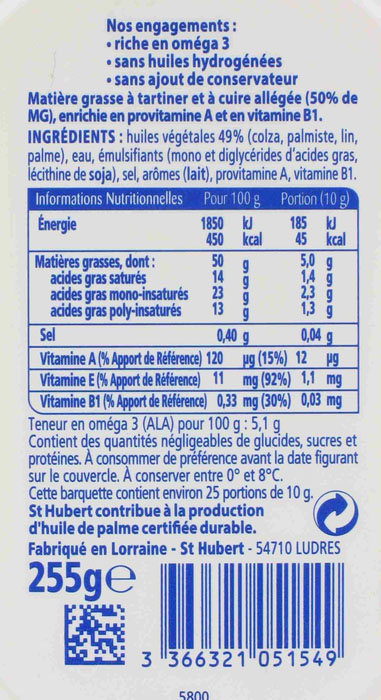 Nos engagements :
• riche en oméga 3
• sans huiles hydrogénées
• sans ajout de conservateur
Matière grasse à tartiner et à cuire allégée (50% de
MG), enrichie en provitamine A et en vitamine B1.
INGRÉDIENTS : huiles végétales 49% (colza, palmiste, lin,
palme), eau, émulsifiants (mono et diglycérides d'acides gras,
lécithine de soja), sel, arômes (lait), provitamine A, vitamine B1.
Informations Nutritionnelles Pour 100 g Portion (10 g)
Énergie 1850 kJ 185 kJ
450 kcal 45 kcal
Matières grasses, dont : 50 g 5,0 g
acides gras saturés 14 g 1,4 g
acides gras mono-insaturés 23 g 2,3 g
acides gras poly-insaturés 13 g 1,3 g
Sel 0,40 g 0,04 g
Vitamine A (% Apport de Référence) 120 µg (15%) 12 µg
Vitamine E (% Apport de Référence) 11 mg (92%) 1,1 mg
Vitamine B1 (% Apport de Référence) 0,33 mg (30%) 0,03 mg
Teneur en oméga 3 (ALA) pour 100 g : 5,1 g
Contient des quantités négligeables de glucides, sucres et
protéines. À consommer de préférence avant la date figurant
sur le couvercle. À conserver entre 0° et 8°C.
Cette barquette contient environ 25 portions de 10 g.
St Hubert contribue à la production
d'huile de palme certifiée durable.
Fabriqué en Lorraine - St Hubert - 54710 LUDRES
255g e
3 366321 051549
5800